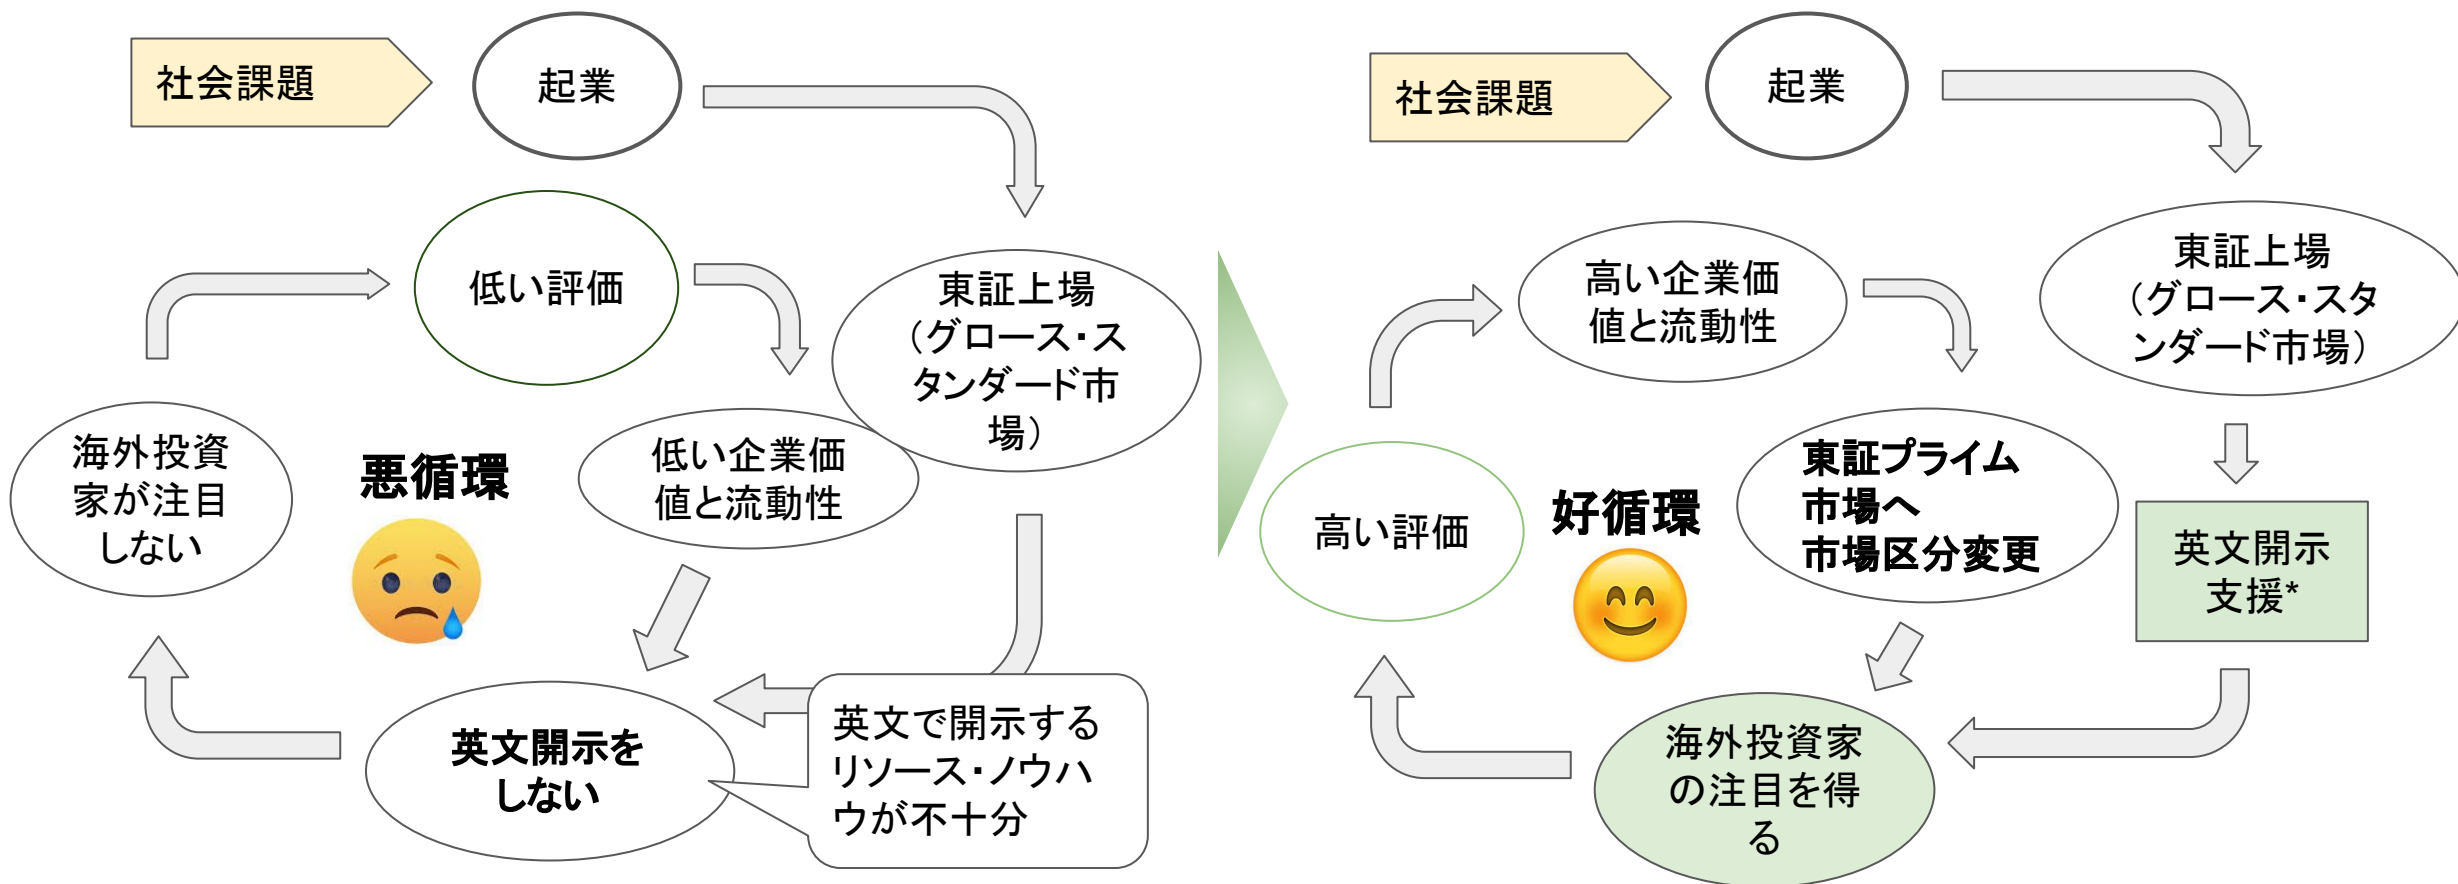 社会課題
起業
低い評価
東証上場
（グロース・ス
タンダード市
場）
海外投資
家が注目
しない
悪循環
低い企業価
値と流動性
英文開示を
しない
英文で開示する
リソース・ノウハ
ウが不十分
社会課題
起業
高い企業価
値と流動性
東証上場
（グロース・スタ
ンダード市場）
高い評価
好循環
東証プライム
市場へ
市場区分変更
英文開示
支援*
海外投資家
の注目を得
る